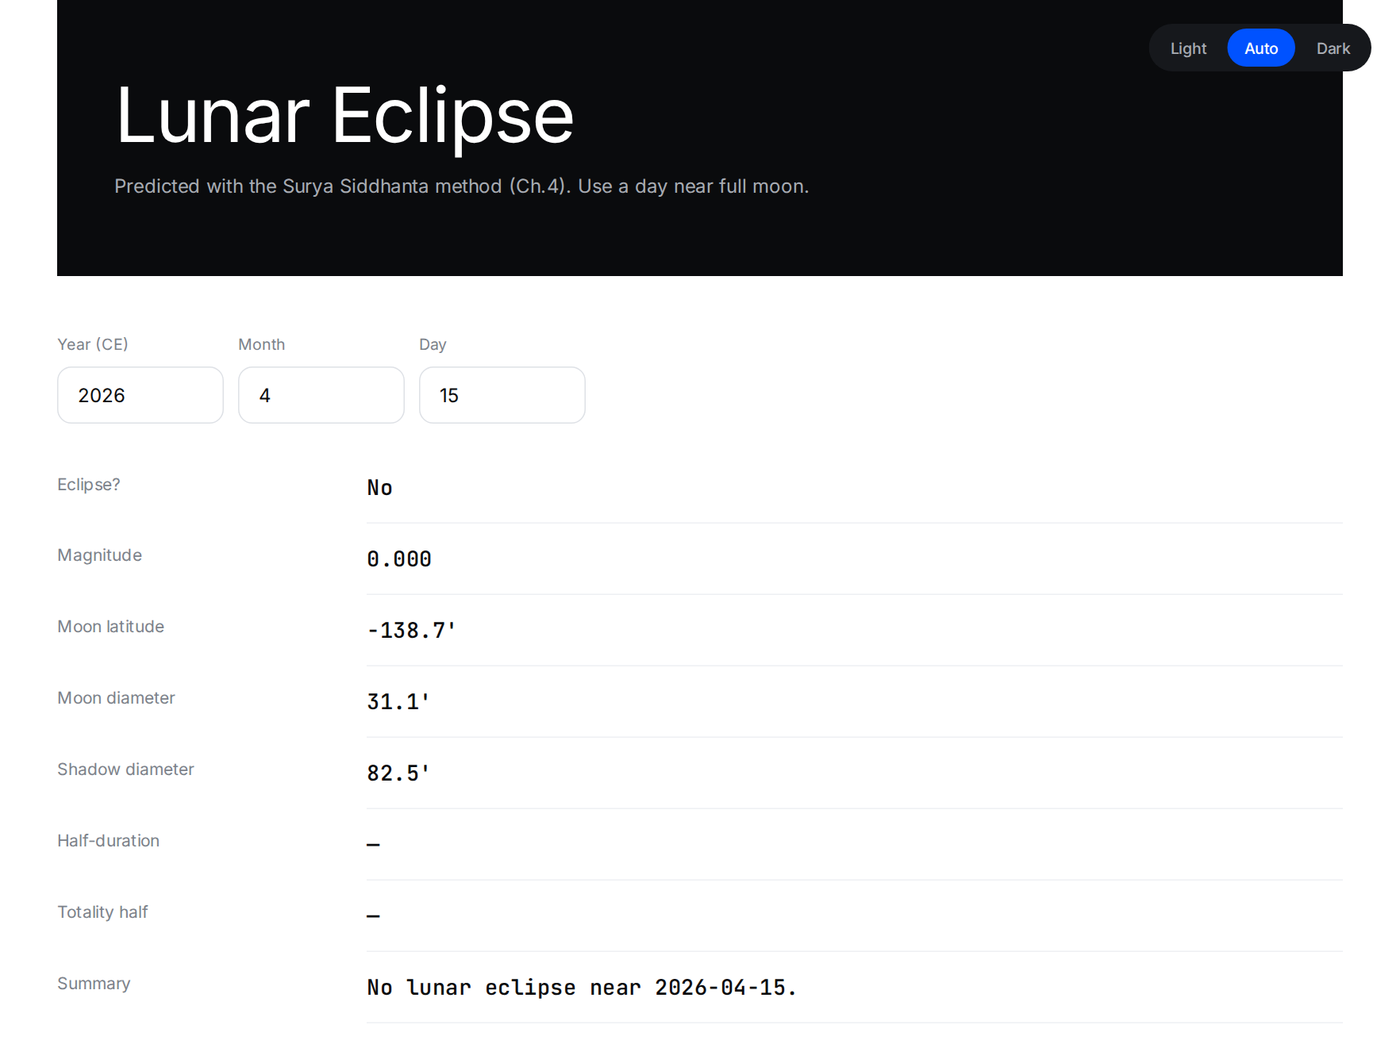 Light Auto Dark
Lunar Eclipse
Predicted with the Surya Siddhanta method (Ch.4). Use a day near full moon.
Year (CE) Month Day
2026 4 15
Eclipse? No
Magnitude 0.000
Moon latitude -138.7'
Moon diameter 31.1'
Shadow diameter 82.5'
Half-duration —
Totality half —
Summary No lunar eclipse near 2026-04-15.